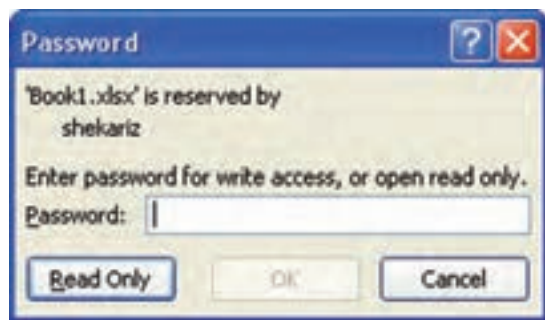 Password
'Book1.xlsx' is reserved by
shekariz
Enter password for write access, or open read only.
Password:
Read Only OK Cancel